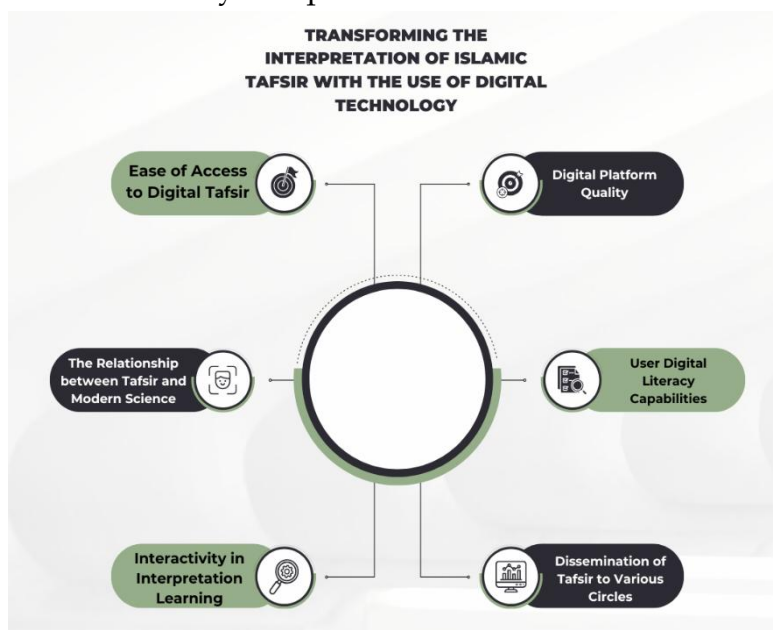 TRANSFORMING THE
INTERPRETATION OF ISLAMIC
TAFSIR WITH THE USE OF DIGITAL
TECHNOLOGY
Ease of Access
to Digital Tafsir
Digital Platform
Quality
The Relationship
between Tafsir and
Modern Science
User Digital
Literacy
Capabilities
Interactivity in
Interpretation
Learning
Dissemination of
Tafsir to Various
Circles